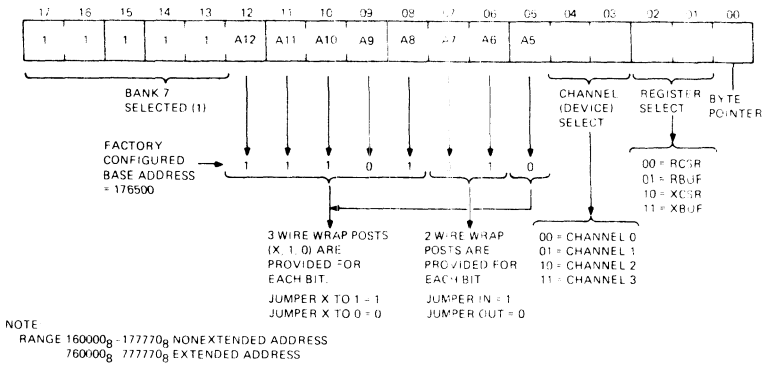 17 16 15 14 13 12 11 10 09 08 07 06 05 04 03 02 01 00
1 1 1 1 1 A12 A11 A10 A9 A8 A7 A6 A5
BANK 7
SELECTED (1)
CHANNEL
(DEVICE)
SELECT
REGISTER
SELECT
BYTE
POINTER
FACTORY
CONFIGURED
BASE ADDRESS
= 176500
1 1 1 0 1 1 0
00 = RCSR
01 = RBUF
10 = XCSR
11 = XBUF
3 WIRE WRAP POSTS
(X, 1, 0) ARE
PROVIDED FOR
EACH BIT.
JUMPER X TO 1 = 1
JUMPER X TO 0 = 0
2 WIRE WRAP
POSTS ARE
PROVIDED FOR
EACH BIT
JUMPER IN = 1
JUMPER OUT = 0
00 = CHANNEL 0
01 = CHANNEL 1
10 = CHANNEL 2
11 = CHANNEL 3
NOTE
RANGE 160000₈ - 177770₈ NONEXTENDED ADDRESS
760000₈ 777770₈ EXTENDED ADDRESS